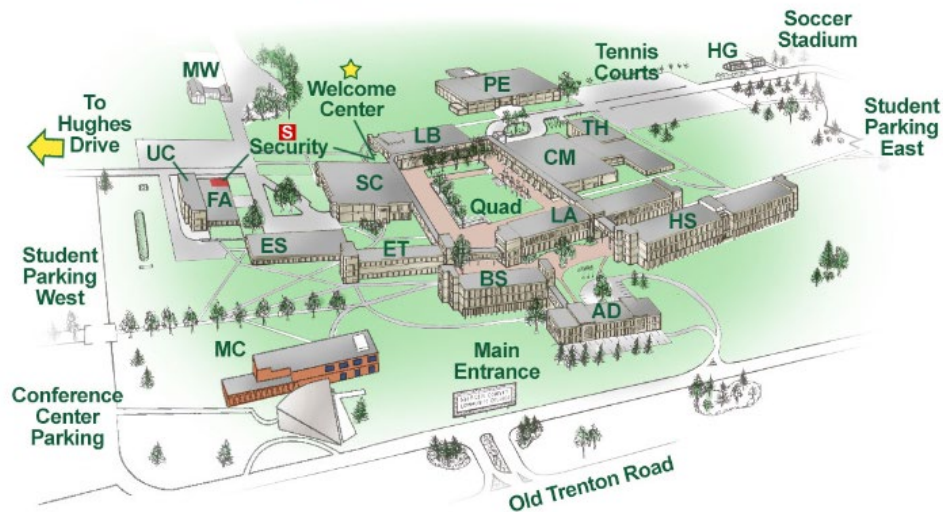 Soccer
Stadium
HG
Tennis
Courts
PE
MW
Welcome
Center
To
Hughes
Drive
S
Security
LB
TH
CM
Student
Parking
East
UC
FA
SC
Quad
LA
HS
ES
ET
BS
AD
Student
Parking
West
MC
Main
Entrance
Conference
Center
Parking
Old Trenton Road